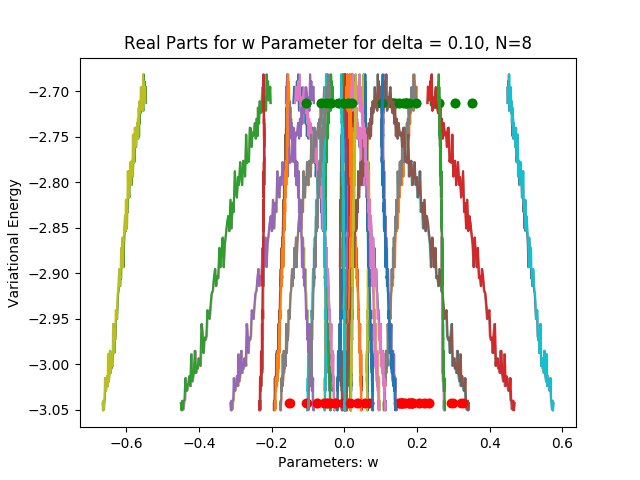 Real Parts for w Parameter for delta = 0.10, N=8
Variational Energy
−2.70
−2.75
−2.80
−2.85
−2.90
−2.95
−3.00
−3.05
−0.6 −0.4 −0.2 0.0 0.2 0.4 0.6
Parameters: w